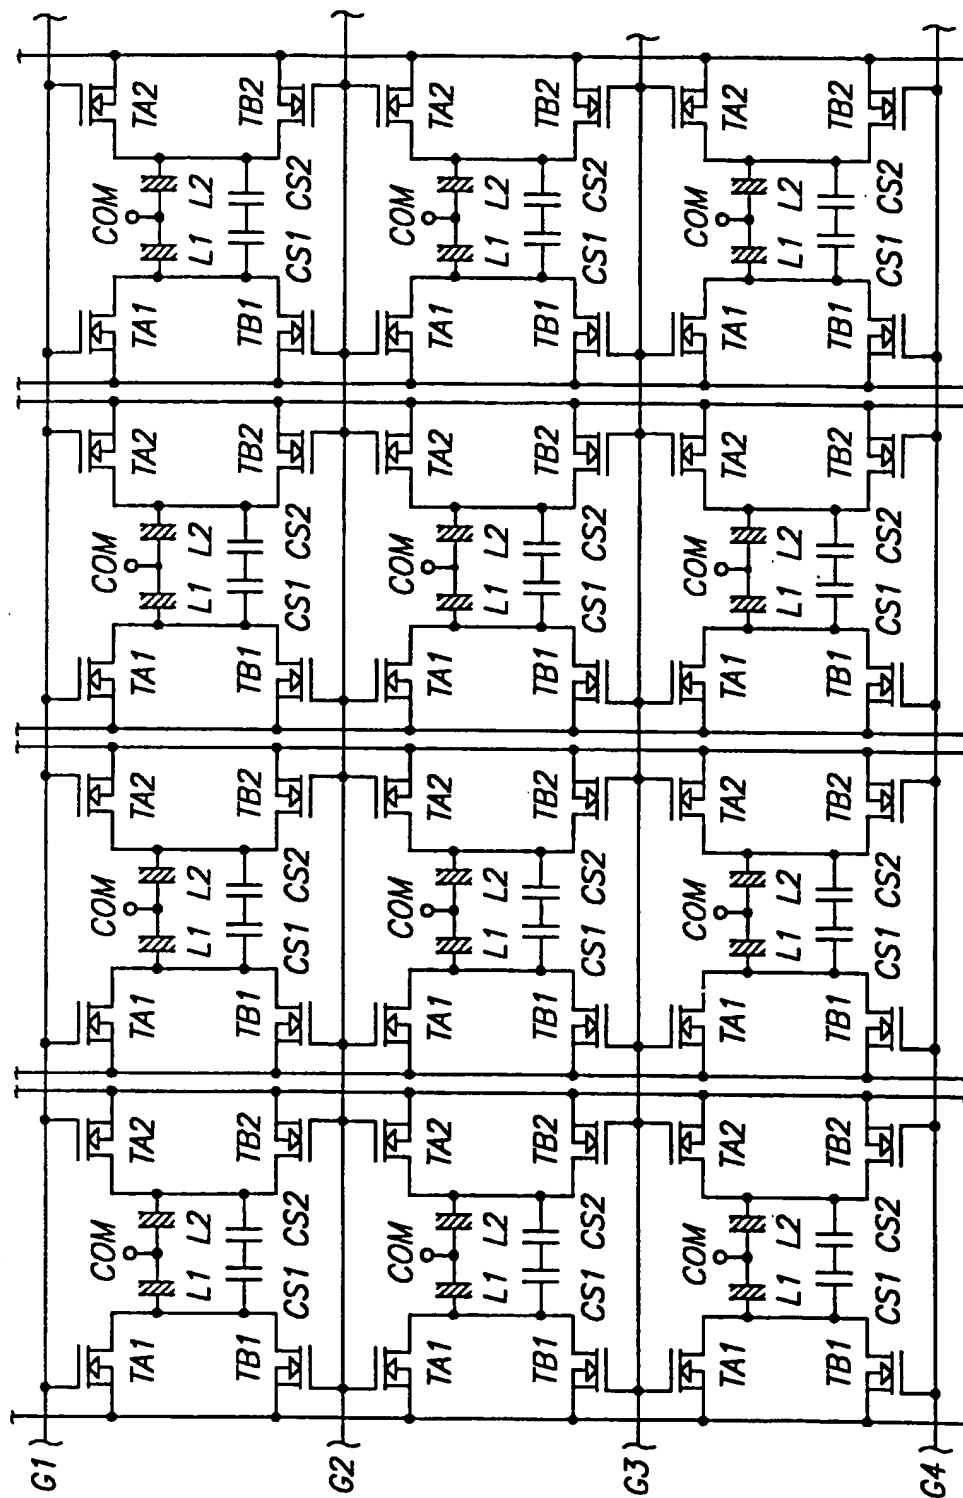 G1
COM COM COM COM
TA1 TA2 TA1 TA2 TA1 TA2 TA1 TA2
L1 L2 L1 L2 L1 L2 L1 L2
TB1 TB2 TB1 TB2 TB1 TB2 TB1 TB2
CS1 CS2 CS1 CS2 CS1 CS2 CS1 CS2
G2
COM COM COM COM
TA1 TA2 TA1 TA2 TA1 TA2 TA1 TA2
L1 L2 L1 L2 L1 L2 L1 L2
TB1 TB2 TB1 TB2 TB1 TB2 TB1 TB2
CS1 CS2 CS1 CS2 CS1 CS2 CS1 CS2
G3
COM COM COM COM
TA1 TA2 TA1 TA2 TA1 TA2 TA1 TA2
L1 L2 L1 L2 L1 L2 L1 L2
TB1 TB2 TB1 TB2 TB1 TB2 TB1 TB2
CS1 CS2 CS1 CS2 CS1 CS2 CS1 CS2
G4